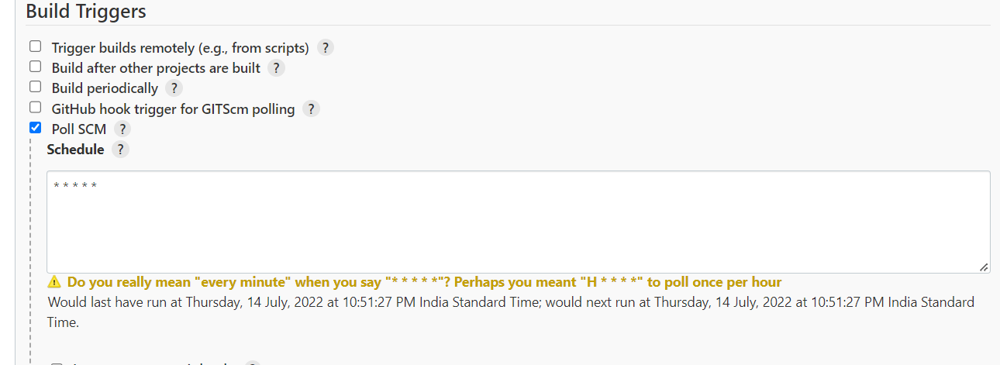 Build Triggers
Trigger builds remotely (e.g., from scripts) ?
Build after other projects are built ?
Build periodically ?
GitHub hook trigger for GITScm polling ?
Poll SCM ?
Schedule ?
* * * * *
Do you really mean "every minute" when you say "* * * * *"? Perhaps you meant "H * * * *" to poll once per hour
Would last have run at Thursday, 14 July, 2022 at 10:51:27 PM India Standard Time; would next run at Thursday, 14 July, 2022 at 10:51:27 PM India Standard
Time.